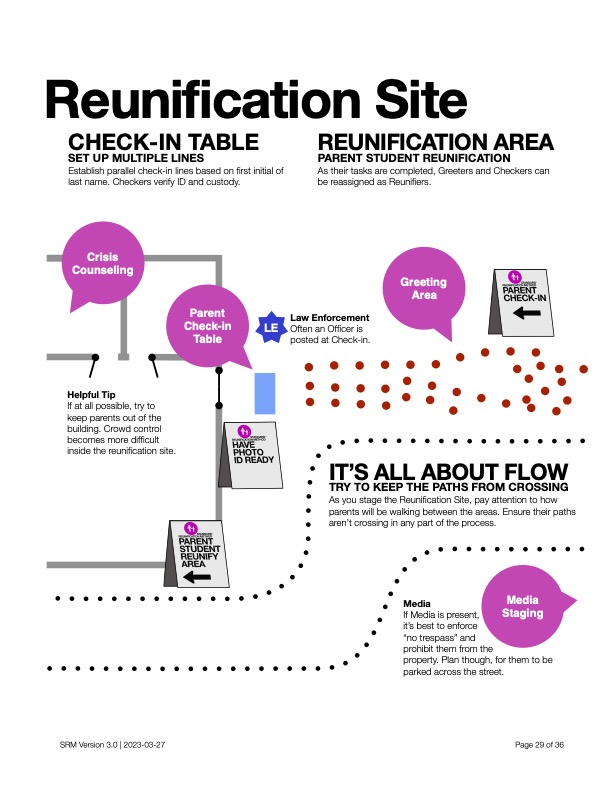 Reunification Site
CHECK-IN TABLE
SET UP MULTIPLE LINES
Establish parallel check-in lines based on first initial of
last name. Checkers verify ID and custody.
REUNIFICATION AREA
PARENT STUDENT REUNIFICATION
As their tasks are completed, Greeters and Checkers can
be reassigned as Reunifiers.
Crisis
Counseling
Greeting
Area
PARENT
CHECK-IN
Parent
Check-in
Table
LE
Law Enforcement
Often an Officer is
posted at Check-in.
Helpful Tip
If at all possible, try to
keep parents out of the
building. Crowd control
becomes more difficult
inside the reunification site.
HAVE
PHOTO
ID READY
IT'S ALL ABOUT FLOW
TRY TO KEEP THE PATHS FROM CROSSING
As you stage the Reunification Site, pay attention to how
parents will be walking between the areas. Ensure their paths
aren't crossing in any part of the process.
PARENT
STUDENT
REUNIFY
AREA
Media
Staging
Media
If Media is present,
it's best to enforce
“no trespass” and
prohibit them from the
property. Plan though, for them to be
parked across the street.
SRM Version 3.0 | 2023-03-27
Page 29 of 36